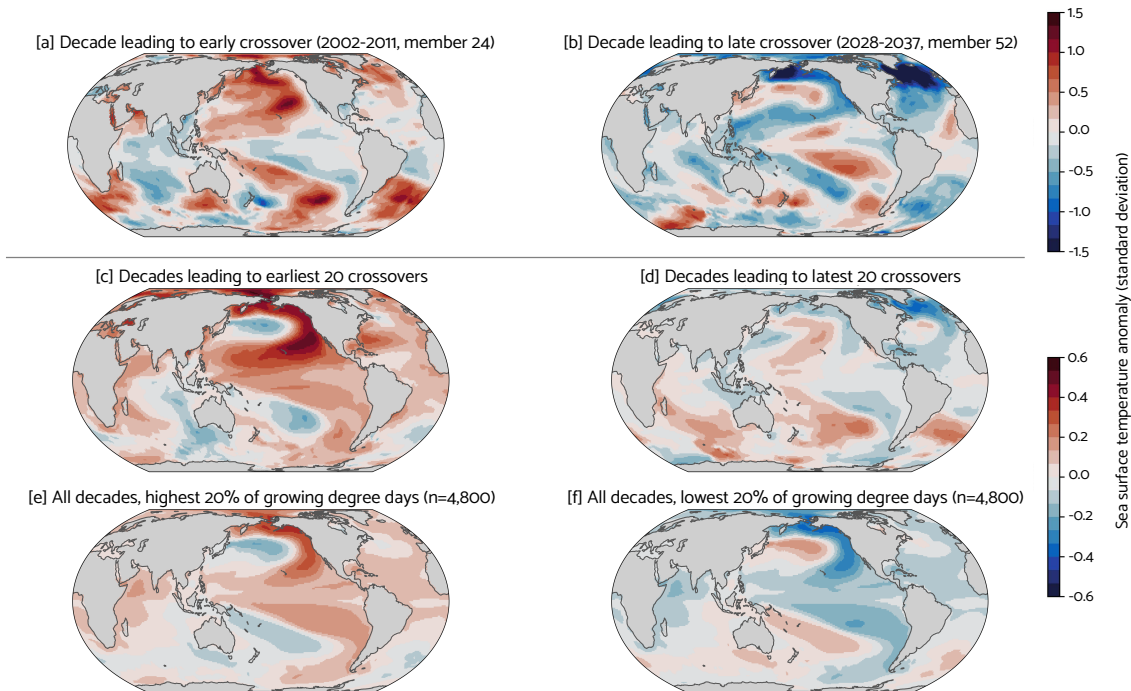 [a] Decade leading to early crossover (2002-2011, member 24)
[b] Decade leading to late crossover (2028-2037, member 52)
1.5
1.0
0.5
0.0
-0.5
-1.0
-1.5
[c] Decades leading to earliest 20 crossovers
[d] Decades leading to latest 20 crossovers
0.6
0.4
0.2
0.0
-0.2
-0.4
-0.6
Sea surface temperature anomaly (standard deviation)
[e] All decades, highest 20% of growing degree days (n=4,800)
[f] All decades, lowest 20% of growing degree days (n=4,800)